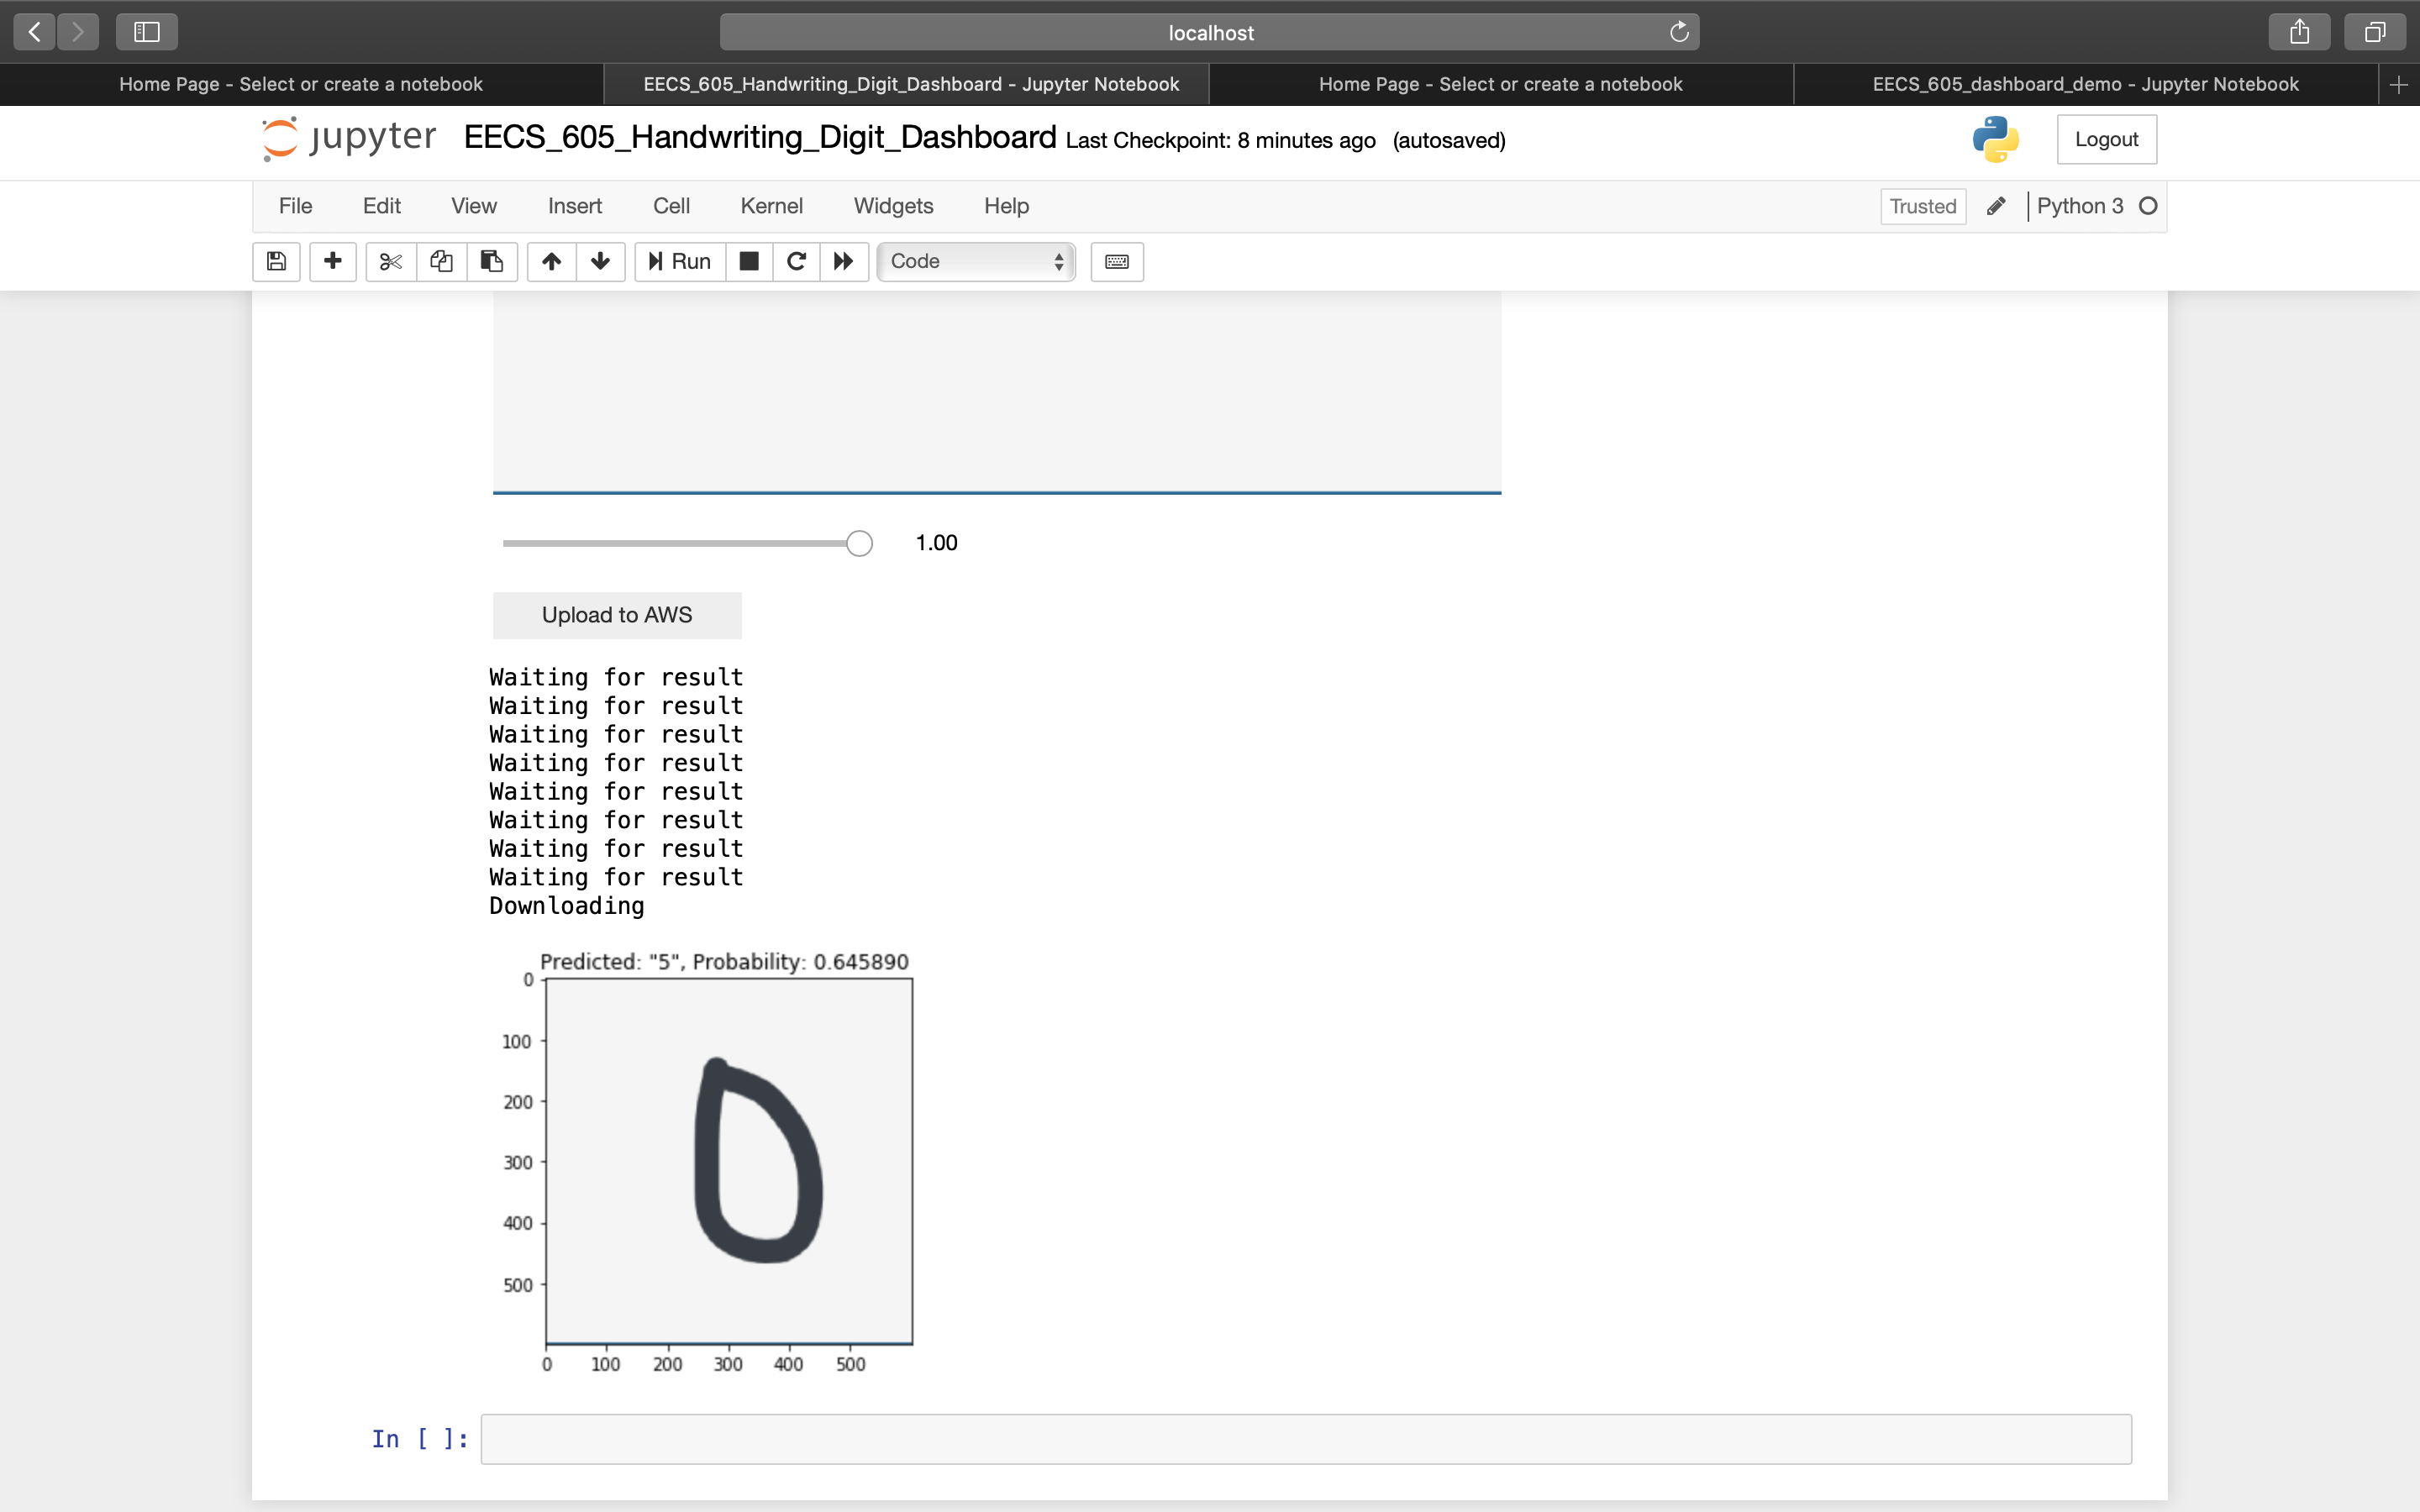 localhost
Home Page - Select or create a notebook
EECS_605_Handwriting_Digit_Dashboard - Jupyter Notebook
Home Page - Select or create a notebook
EECS_605_dashboard_demo - Jupyter Notebook
jupyter EECS_605_Handwriting_Digit_Dashboard Last Checkpoint: 8 minutes ago (autosaved) Logout
File Edit View Insert Cell Kernel Widgets Help Trusted Python 3
Run Code
1.00
Upload to AWS
Waiting for result
Waiting for result
Waiting for result
Waiting for result
Waiting for result
Waiting for result
Waiting for result
Waiting for result
Downloading
Predicted: "5", Probability: 0.645890
0
100
200
300
400
500
0 100 200 300 400 500
In [ ]: